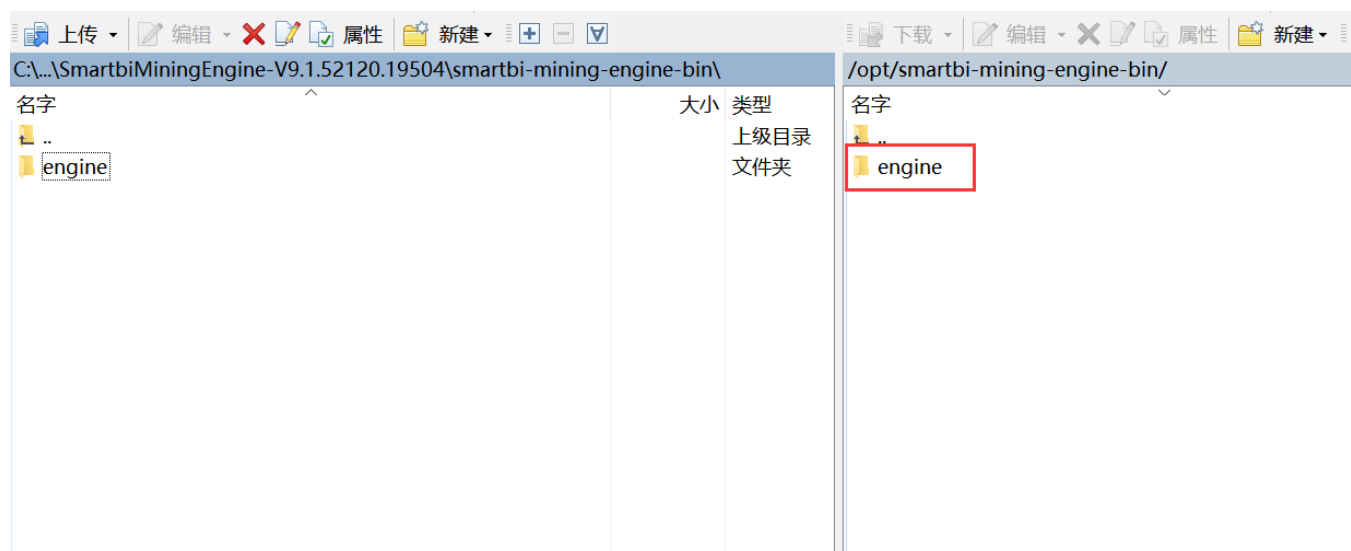 上传 编辑 属性 新建
C:\...\SmartbiMiningEngine-V9.1.52120.19504\smartbi-mining-engine-bin\
名字 大小 类型
.. 上级目录
engine 文件夹
下载 编辑 属性 新建
/opt/smartbi-mining-engine-bin/
名字
..
engine